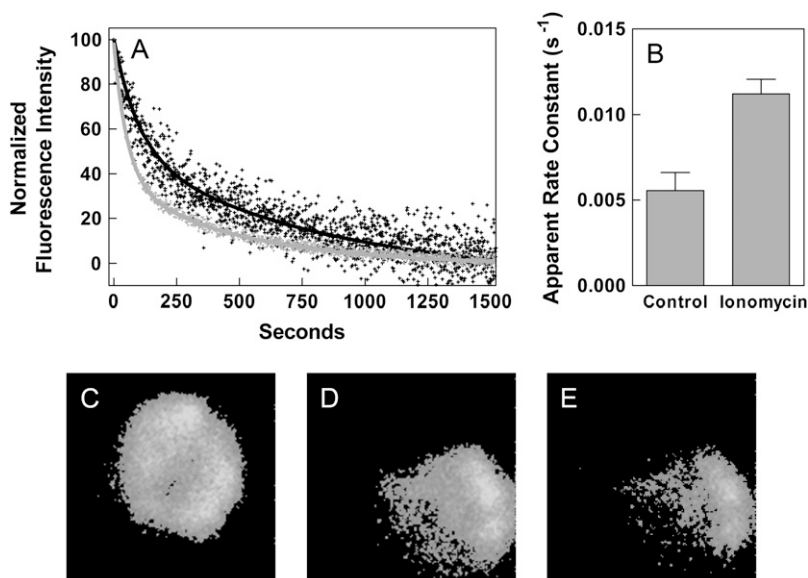 A
Normalized
Fluorescence Intensity
100
80
60
40
20
0
0 250 500 750 1000 1250 1500
Seconds
B
Apparent Rate Constant (s⁻¹)
0.015
0.010
0.005
0.000
Control Ionomycin
C
D
E